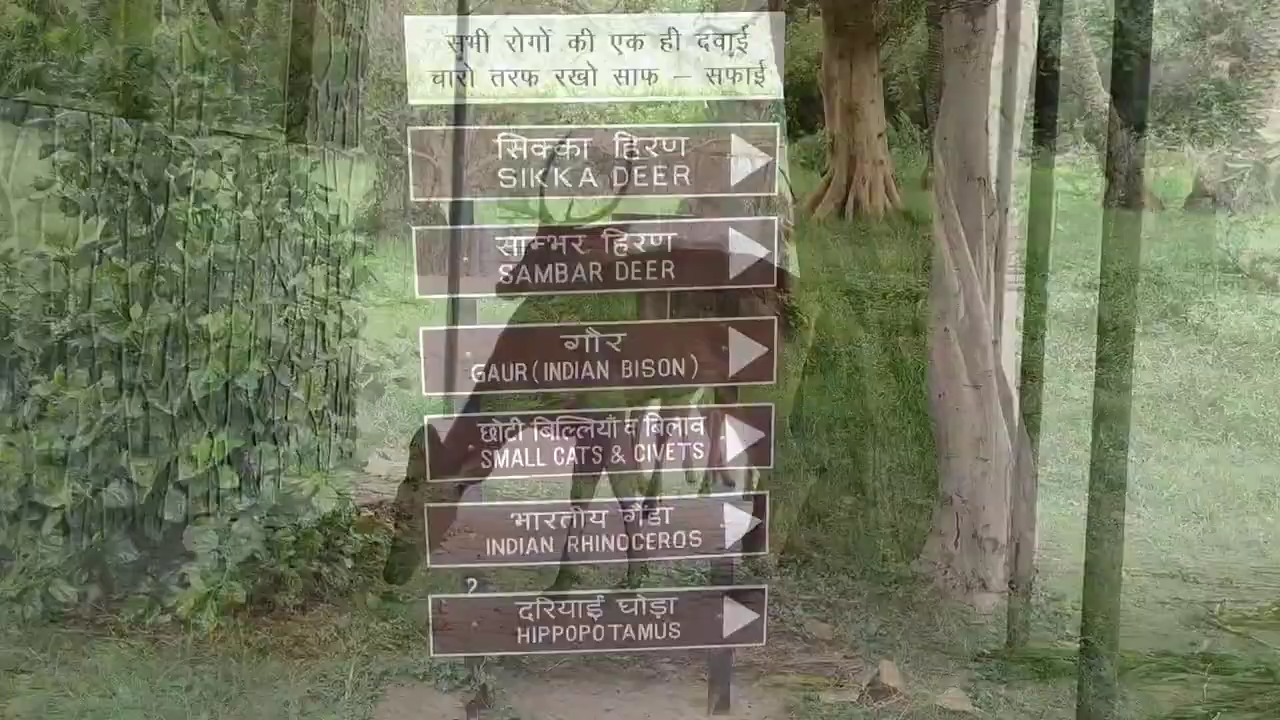 सभी रोगों की एक ही दवाई
चारो तरफ रखो साफ – सफाई
सिक्का हिरण
SIKKA DEER
साम्भर हिरण
SAMBAR DEER
गौर
GAUR (INDIAN BISON)
छोटी बिल्लियाँ व बिलाव
SMALL CATS & CIVETS
भारतीय गैंडा
INDIAN RHINOCEROS
2
दरियाई घोड़ा
HIPPOPOTAMUS